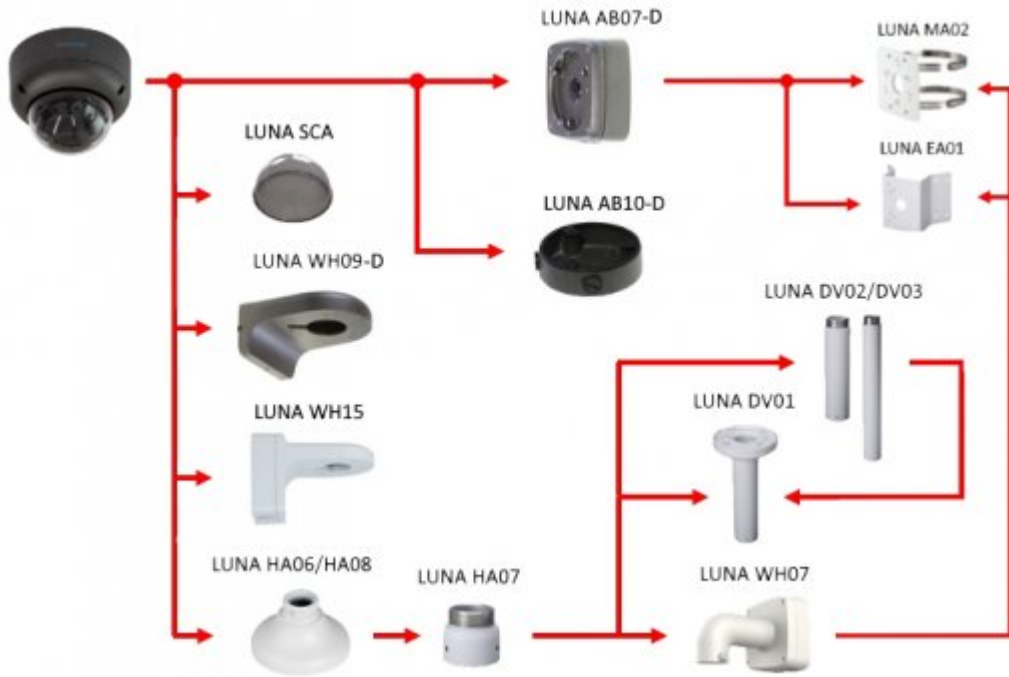 LUNA AB07-D
LUNA MA02
LUNA SCA
LUNA EA01
LUNA AB10-D
LUNA WH09-D
LUNA DV02/DV03
LUNA DV01
LUNA WH15
LUNA HA06/HA08
LUNA HA07
LUNA WH07